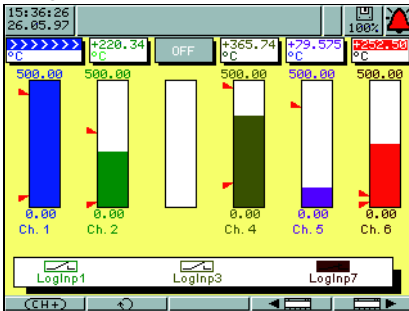 15:36:26
26.05.97
100%
>>>>>>> +220.34 OFF +365.74 +79.575 +252.50
°C °C °C °C °C
500.00 500.00 500.00 500.00 500.00
0.00 0.00 0.00 0.00 0.00
Ch. 1 Ch. 2 Ch. 4 Ch. 5 Ch. 6
LogInp1 LogInp3 LogInp7
(CH+)